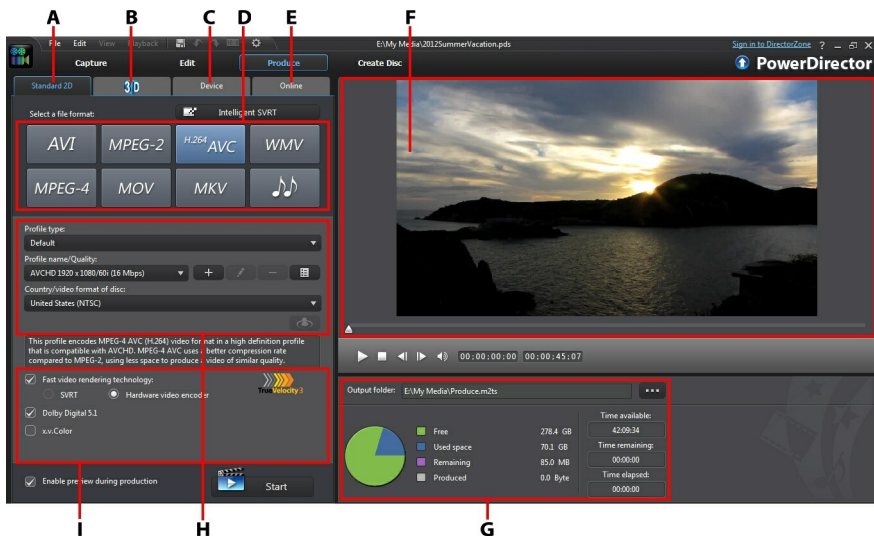 A B C D E F
File Edit View Playback E:\My Media\2012SummerVacation.pds Sign in to DirectorZone ? – X
Capture Edit Produce Create Disc PowerDirector
Standard 2D 3D Device Online
Select a file format: Intelligent SVRT
AVI MPEG-2 H.264 AVC WMV
MPEG-4 MOV MKV
Profile type:
Default
Profile name/Quality:
AVCHD 1920 x 1080/60i (16 Mbps) + –
Country/video format of disc:
United States (NTSC)
This profile encodes MPEG-4 AVC (H.264) video format in a high definition profile
that is compatible with AVCHD. MPEG-4 AVC uses a better compression rate
compared to MPEG-2, using less space to produce a video of similar quality.
Fast video rendering technology:
SVRT Hardware video encoder
TrueVelocity 3
Dolby Digital 5.1
x.v.Color
Enable preview during production
Start
00:00:00:00 00:00:45:07
Output folder: E:\My Media\Produce.m2ts ...
Free 278.4 GB
Used space 70.1 GB
Remaining 85.0 MB
Produced 0.0 Byte
Time available:
42:09:34
Time remaining:
00:00:00
Time elapsed:
00:00:00
I H G